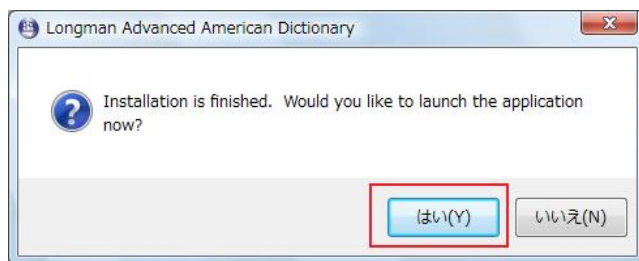 Longman Advanced American Dictionary
Installation is finished. Would you like to launch the application
now?
はい(Y) いいえ(N)